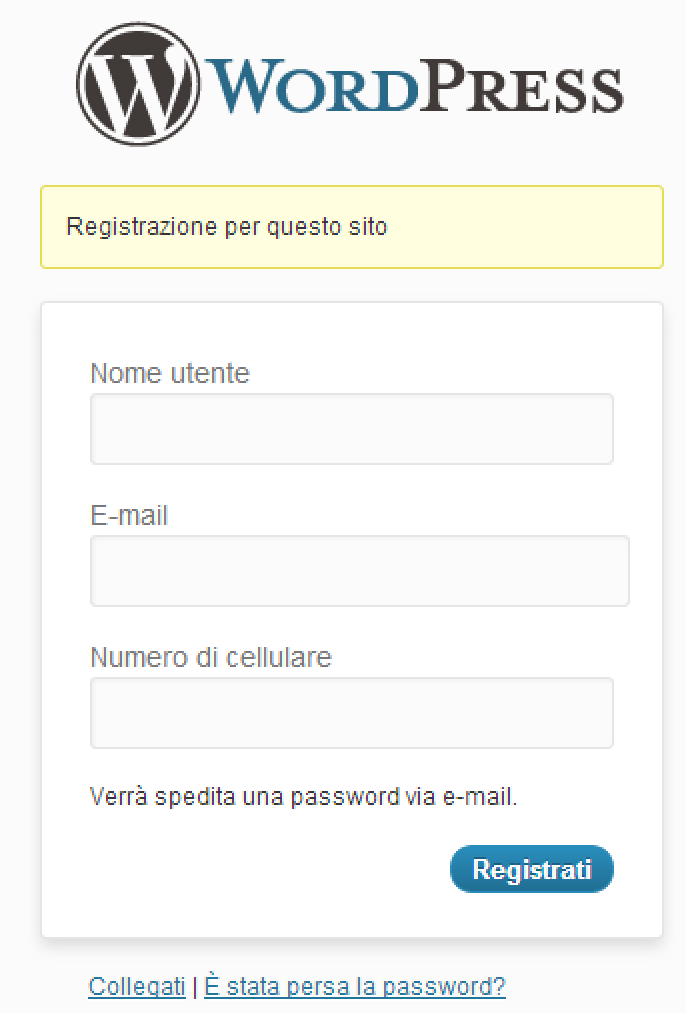 WORDPRESS
Registrazione per questo sito
Nome utente
E-mail
Numero di cellulare
Verrà spedita una password via e-mail.
Registrati
Collegati | È stata persa la password?